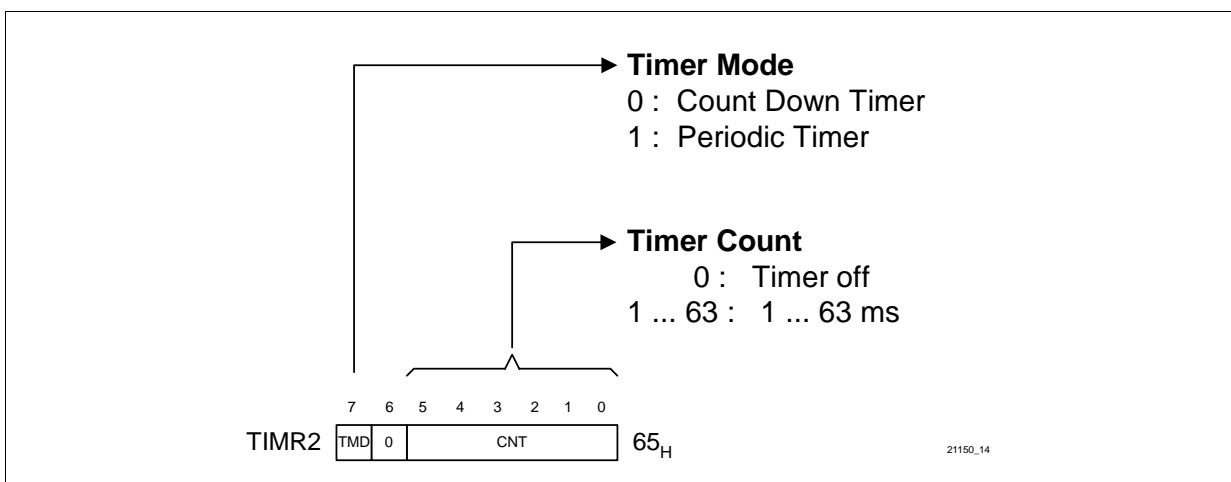 Timer Mode
0 : Count Down Timer
1 : Periodic Timer
Timer Count
0 : Timer off
1 ... 63 : 1 ... 63 ms
7 6 5 4 3 2 1 0
TIMR2 TMD 0 CNT 65H
21150_14